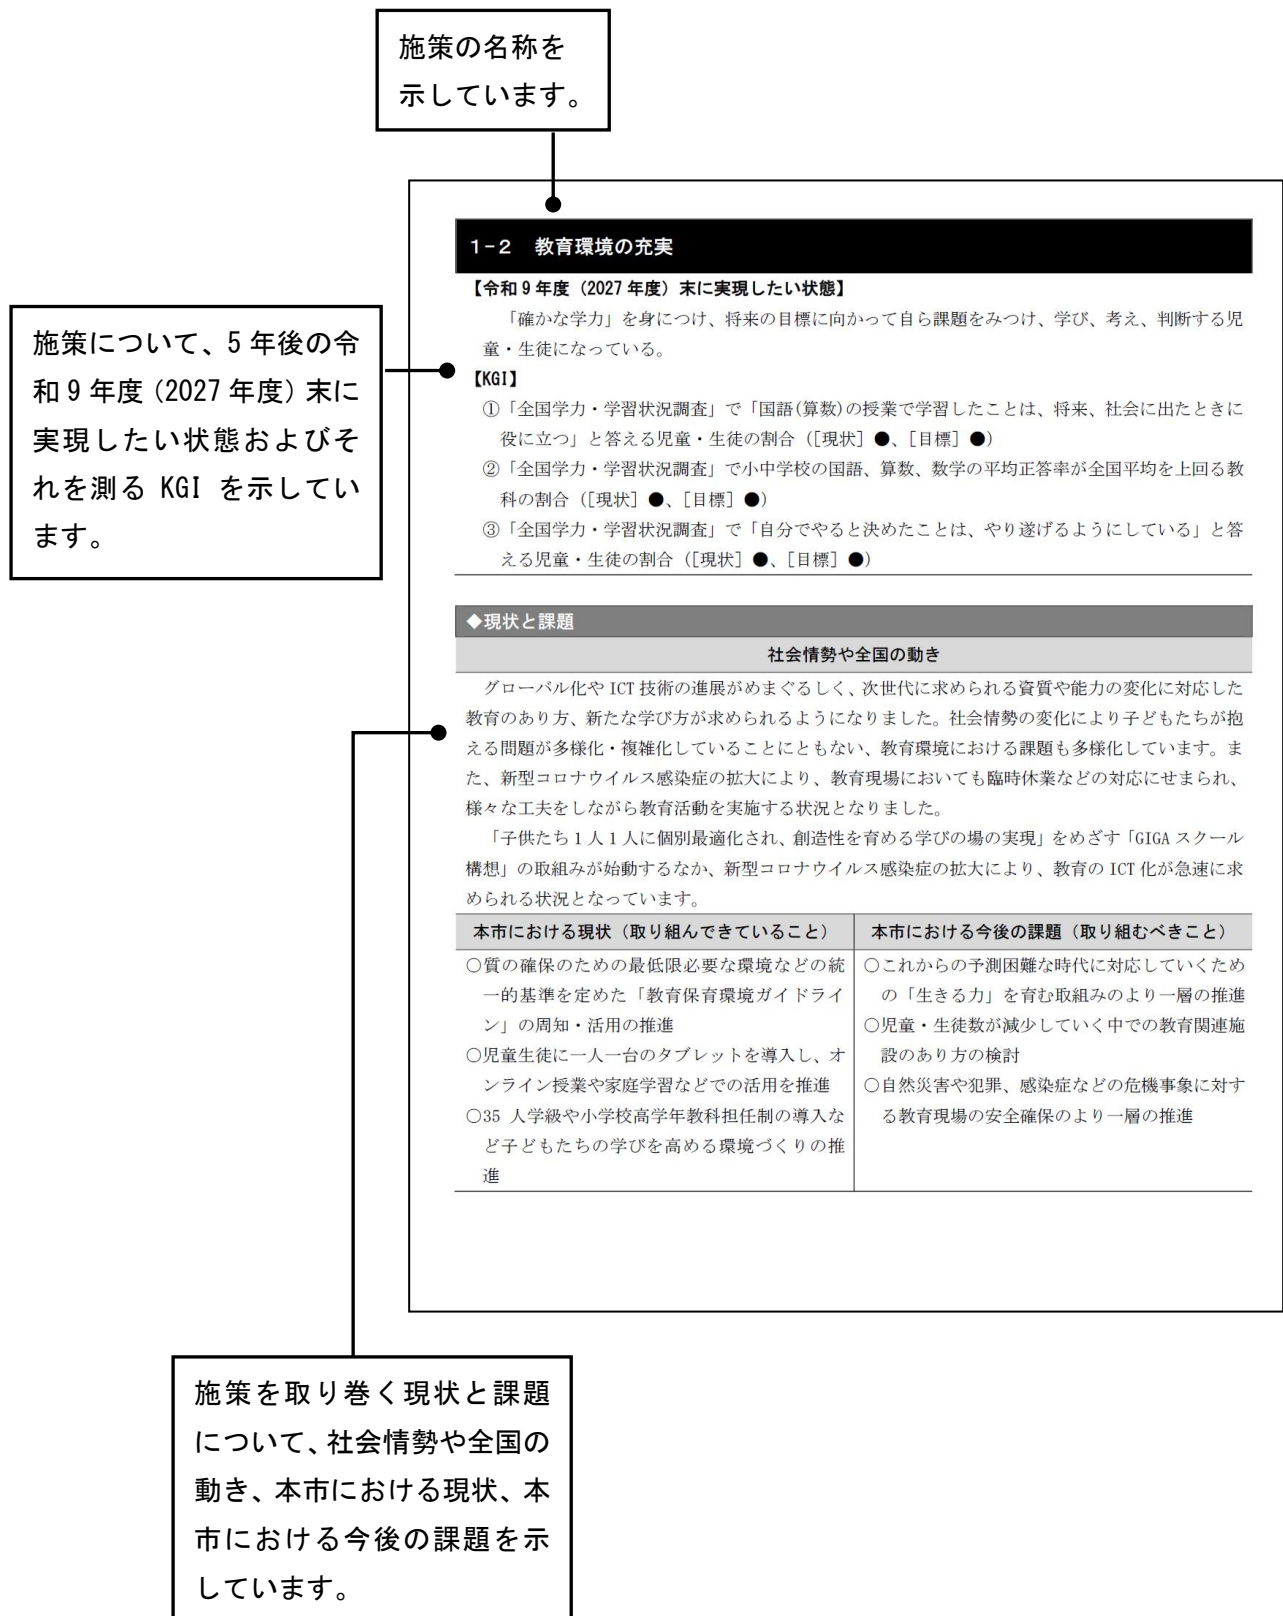 施策の名称を
示しています。
1-2　教育環境の充実
【令和9年度（2027年度）末に実現したい状態】
「確かな学力」を身につけ、将来の目標に向かって自ら課題をみつけ、学び、考え、判断する児
童・生徒になっている。
【KGI】
①「全国学力・学習状況調査」で「国語(算数)の授業で学習したことは、将来、社会に出たときに
役に立つ」と答える児童・生徒の割合（[現状] ●、[目標] ●）
②「全国学力・学習状況調査」で小中学校の国語、算数、数学の平均正答率が全国平均を上回る教
科の割合（[現状] ●、[目標] ●）
③「全国学力・学習状況調査」で「自分でやると決めたことは、やり遂げるようにしている」と答
える児童・生徒の割合（[現状] ●、[目標] ●）
施策について、5年後の令
和9年度（2027年度）末に
実現したい状態およびそ
れを測る KGI を示してい
ます。
◆現状と課題
社会情勢や全国の動き
グローバル化や ICT 技術の進展がめまぐるしく、次世代に求められる資質や能力の変化に対応した
教育のあり方、新たな学び方が求められるようになりました。社会情勢の変化により子どもたちが抱
える問題が多様化・複雑化していることにともない、教育環境における課題も多様化しています。ま
た、新型コロナウイルス感染症の拡大により、教育現場においても臨時休業などの対応にせまられ、
様々な工夫をしながら教育活動を実施する状況となりました。
「子供たち1人1人に個別最適化され、創造性を育める学びの場の実現」をめざす「GIGA スクール
構想」の取組みが始動するなか、新型コロナウイルス感染症の拡大により、教育の ICT 化が急速に求
められる状況となっています。
本市における現状（取り組んできていること）
○質の確保のための最低限必要な環境などの統
一的基準を定めた「教育保育環境ガイドライ
ン」の周知・活用の推進
○児童生徒に一人一台のタブレットを導入し、オ
ンライン授業や家庭学習などでの活用を推進
○35 人学級や小学校高学年教科担任制の導入な
ど子どもたちの学びを高める環境づくりの推
進
本市における今後の課題（取り組むべきこと）
○これからの予測困難な時代に対応していくため
の「生きる力」を育む取組みのより一層の推進
○児童・生徒数が減少していく中での教育関連施
設のあり方の検討
○自然災害や犯罪、感染症などの危機事象に対す
る教育現場の安全確保のより一層の推進
施策を取り巻く現状と課題
について、社会情勢や全国の
動き、本市における現状、本
市における今後の課題を示
しています。